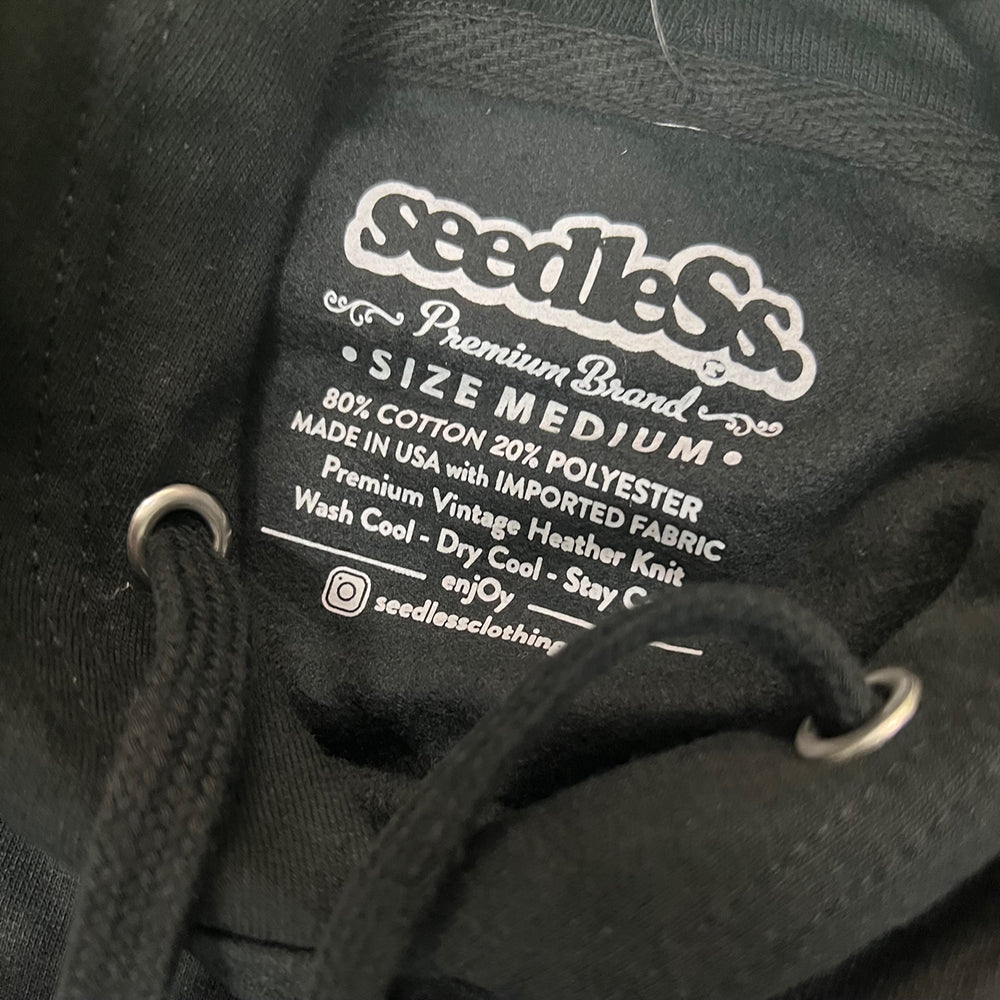 seedleSs.
Premium Brand
• SIZE MEDIUM •
80% COTTON 20% POLYESTER
MADE IN USA with IMPORTED FABRIC
Premium Vintage Heather Knit
Wash Cool - Dry Cool - Stay
enjOy
seedlessclothing